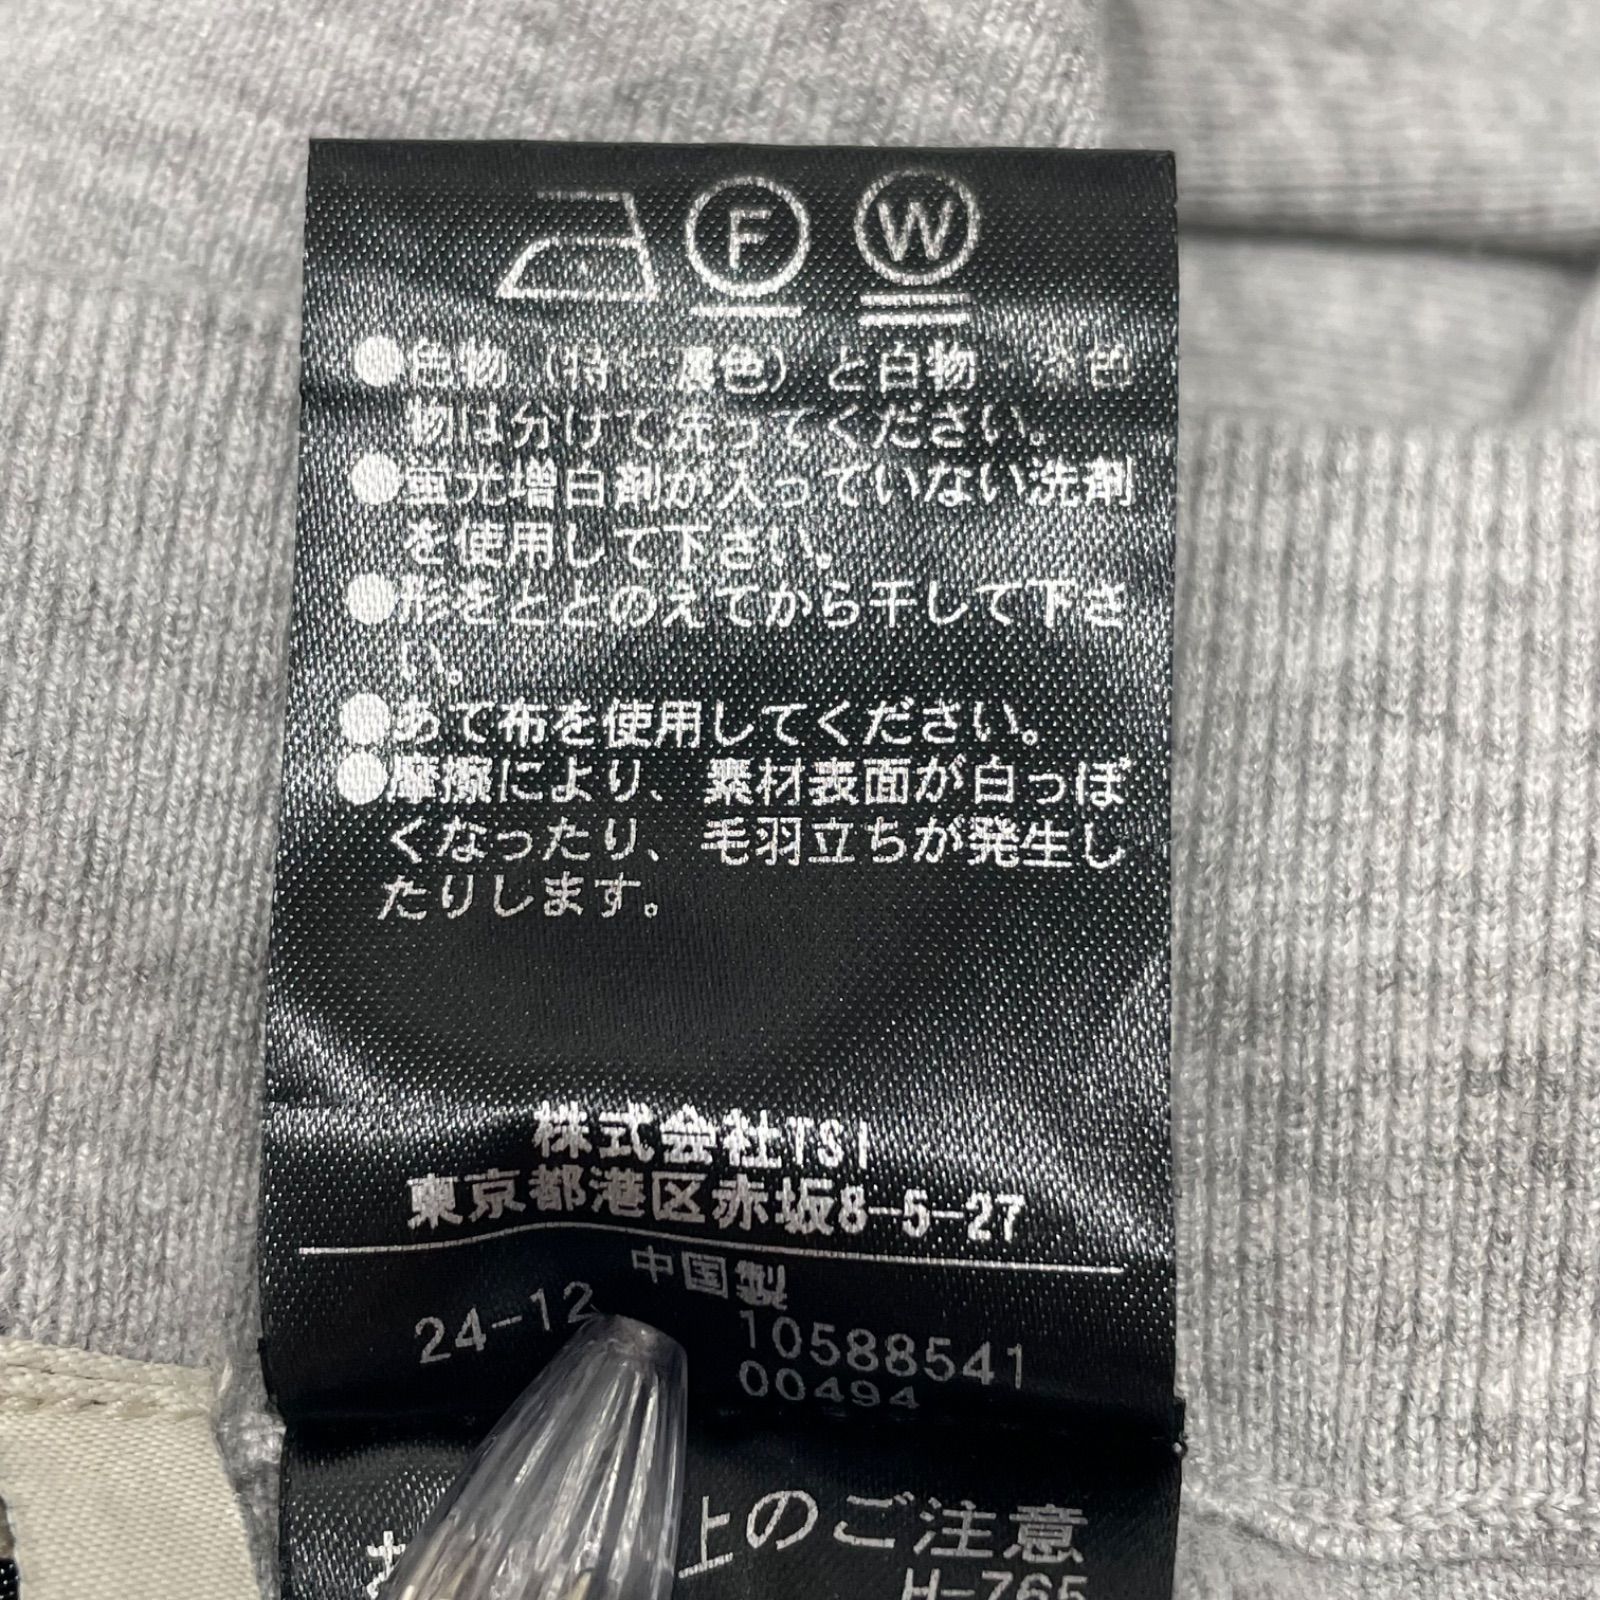 F W
●色物（特に濃色）と白物・淡色
物は分けて洗ってください。
●蛍光増白剤が入っていない洗剤
を使用して下さい。
●形をととのえてから干して下さ
い。
●あて布を使用してください。
●摩擦により、素材表面が白っぽ
くなったり、毛羽立ちが発生し
たりします。
株式会社TSI
東京都港区赤坂8-5-27
中国製
24-12 10588541
00494
上のご注意
H-765